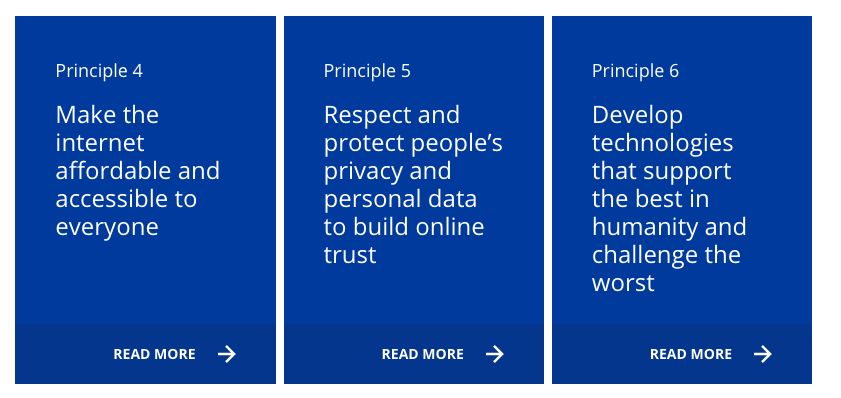 Principle 4
Make the
internet
affordable and
accessible to
everyone
READ MORE
Principle 5
Respect and
protect people’s
privacy and
personal data
to build online
trust
READ MORE
Principle 6
Develop
technologies
that support
the best in
humanity and
challenge the
worst
READ MORE